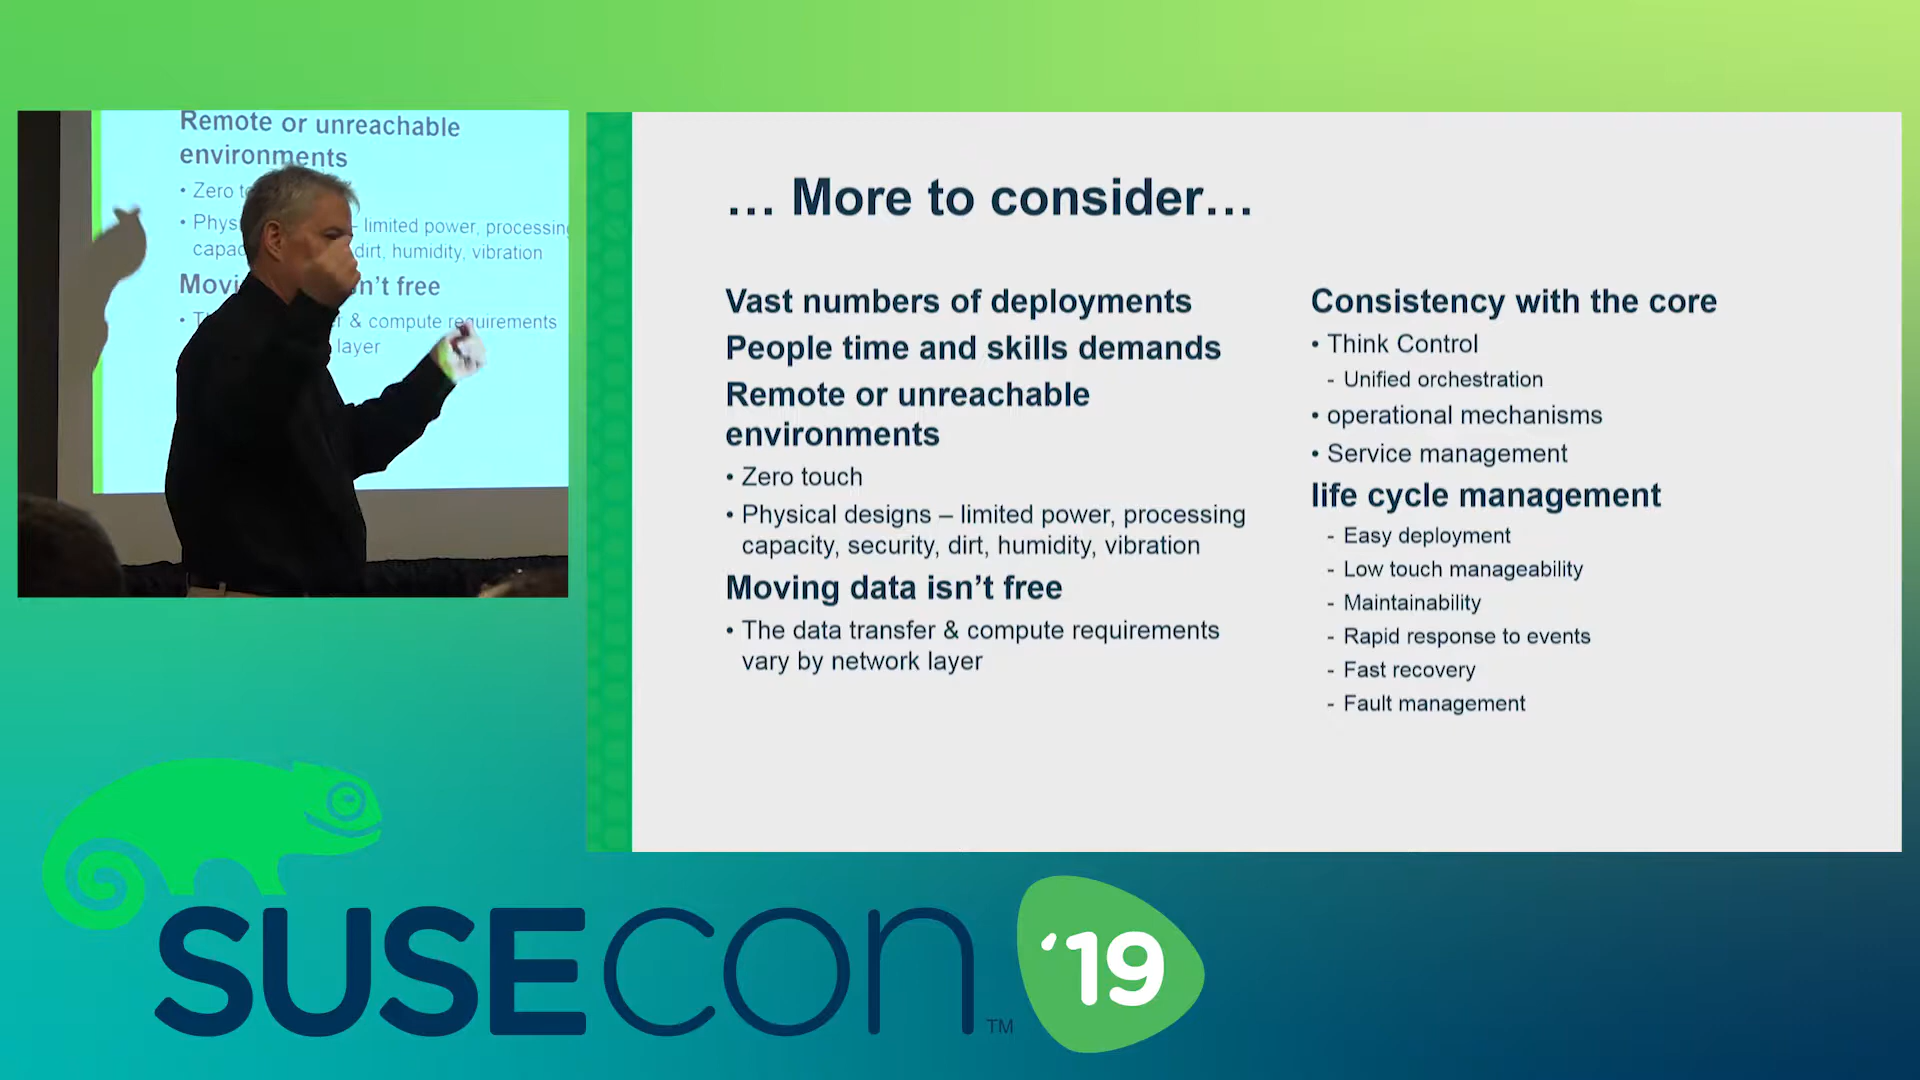 Remote or unreachable
environments
• Zero
• limited power, processing
dirt, humidity, vibration
isn't free
• & compute requirements
layer
... More to consider...
Vast numbers of deployments
People time and skills demands
Remote or unreachable
environments
• Zero touch
• Physical designs – limited power, processing
capacity, security, dirt, humidity, vibration
Moving data isn't free
• The data transfer & compute requirements
vary by network layer
Consistency with the core
• Think Control
- Unified orchestration
• operational mechanisms
• Service management
life cycle management
- Easy deployment
- Low touch manageability
- Maintainability
- Rapid response to events
- Fast recovery
- Fault management
SUSECON™ '19